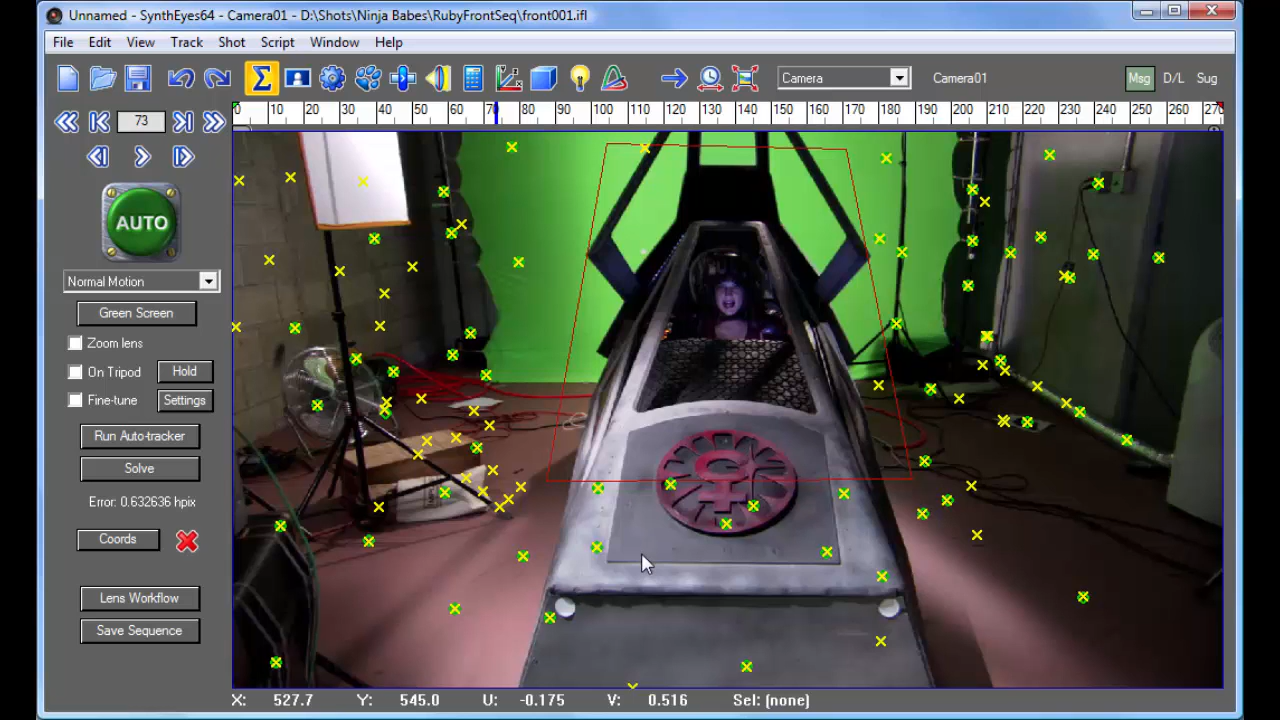 Unnamed - SynthEyes64 - Camera01 - D:\Shots\Ninja Babes\RubyFrontSeq\front001.ifl
File Edit View Track Shot Script Window Help
Camera Camera01 Msg D/L Sug
73 0 10 20 30 40 50 60 70 80 90 100 110 120 130 140 150 160 170 180 190 200 210 220 230 240 250 260 27
AUTO
Normal Motion
Green Screen
Zoom lens
On Tripod Hold
Fine-tune Settings
Run Auto-tracker
Solve
Error: 0.632636 hpix
Coords
Lens Workflow
Save Sequence
X: 527.7 Y: 545.0 U: -0.175 V: 0.516 Sel: (none)